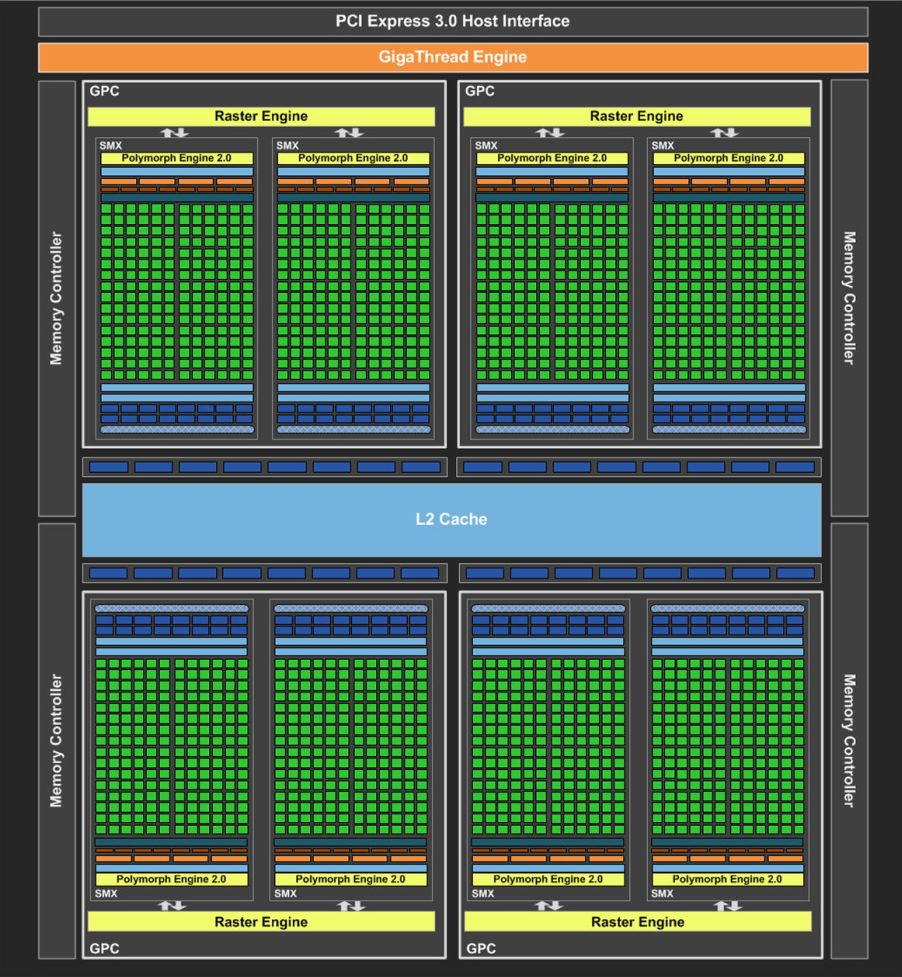 PCI Express 3.0 Host Interface
GigaThread Engine
Memory Controller
GPC
Raster Engine
SMX
Polymorph Engine 2.0
SMX
Polymorph Engine 2.0
GPC
Raster Engine
SMX
Polymorph Engine 2.0
SMX
Polymorph Engine 2.0
Memory Controller
L2 Cache
Memory Controller
Polymorph Engine 2.0
SMX
Polymorph Engine 2.0
SMX
Raster Engine
GPC
Polymorph Engine 2.0
SMX
Polymorph Engine 2.0
SMX
Raster Engine
GPC
Memory Controller